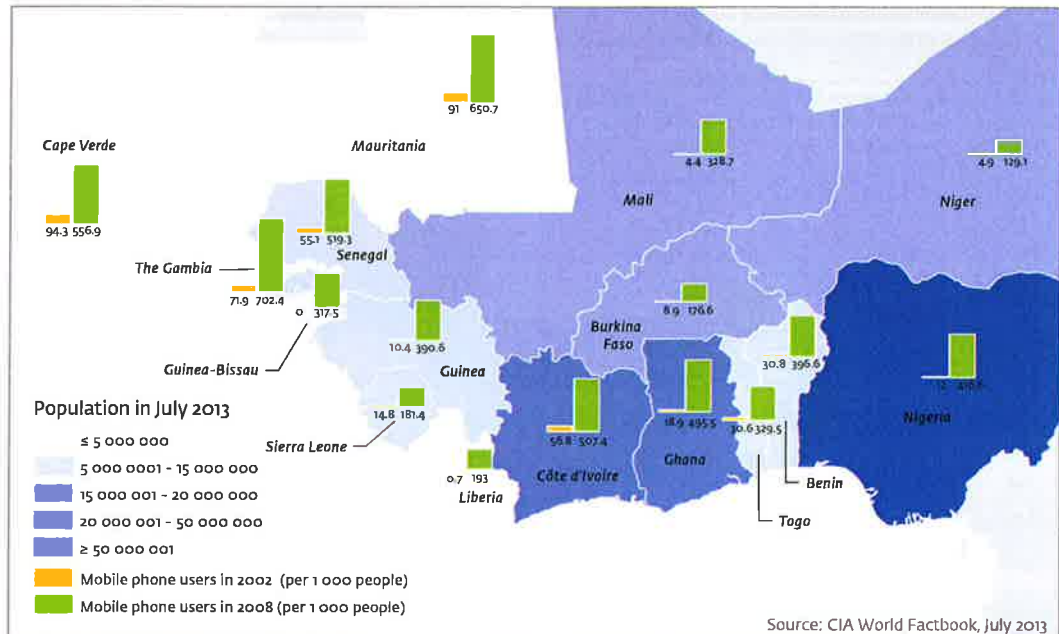 91 650.7
Mauritania
Cape Verde
94.3 556.9
4.4 328.7
Mali
4.9 129.1
Niger
55.1 519.3
Senegal
The Gambia
71.9 702.4
0 317.5
Guinea-Bissau
10.4 390.6
Guinea
8.9 176.6
Burkina
Faso
30.8 396.6
12
Nigeria
14.8 181.4
Sierra Leone
0.7 193
Liberia
56.8 507.4
Côte d'Ivoire
18.9 495.5
Ghana
30.6 329.5
Benin
Togo
Population in July 2013
≤ 5 000 000
5 000 0001 - 15 000 000
15 000 001 - 20 000 000
20 000 001 - 50 000 000
≥ 50 000 001
Mobile phone users in 2002 (per 1 000 people)
Mobile phone users in 2008 (per 1 000 people)
Source: CIA World Factbook, July 2013